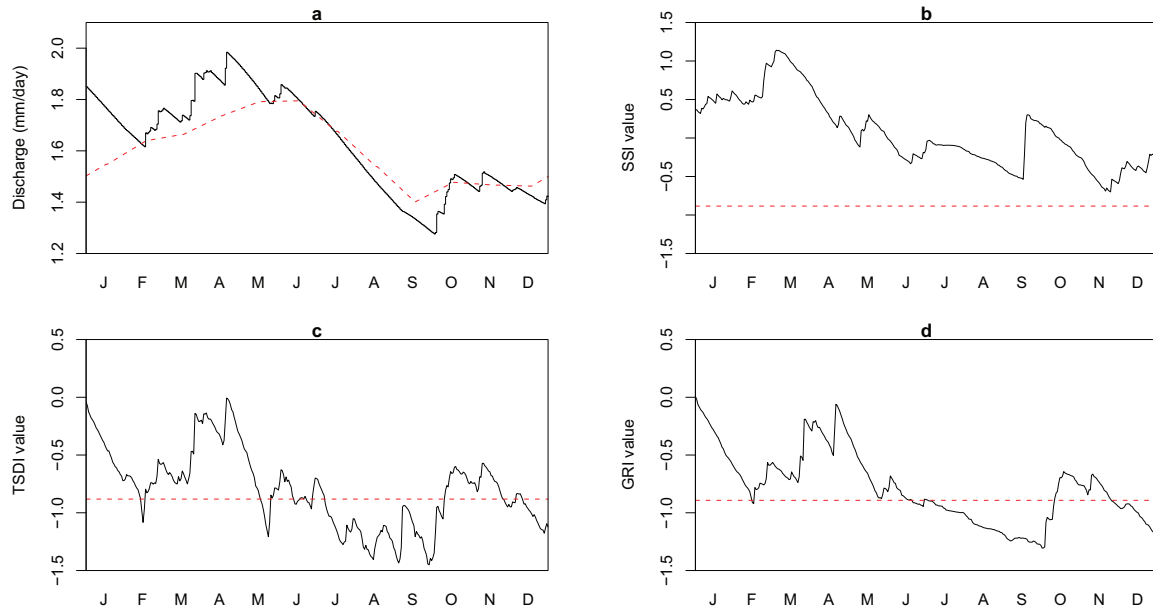 a
Discharge (mm/day)
2.0
1.8
1.6
1.4
1.2
J F M A M J J A S O N D
b
SSI value
1.5
1.0
0.5
−0.5
−1.5
J F M A M J J A S O N D
c
TSDI value
0.5
0.0
−0.5
−1.0
−1.5
J F M A M J J A S O N D
d
GRI value
0.5
0.0
−0.5
−1.0
−1.5
J F M A M J J A S O N D